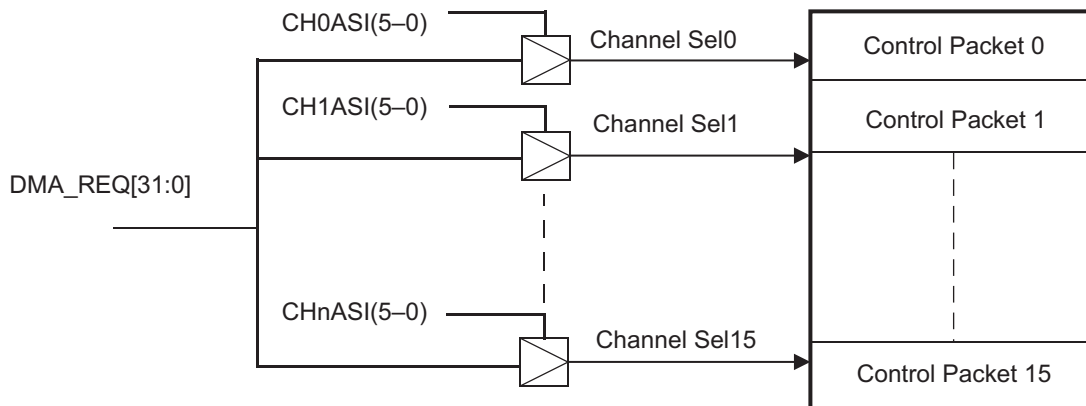 CH0ASI(5–0)
Channel Sel0
Control Packet 0
CH1ASI(5–0)
Channel Sel1
Control Packet 1
DMA_REQ[31:0]
CHnASI(5–0)
Channel Sel15
Control Packet 15